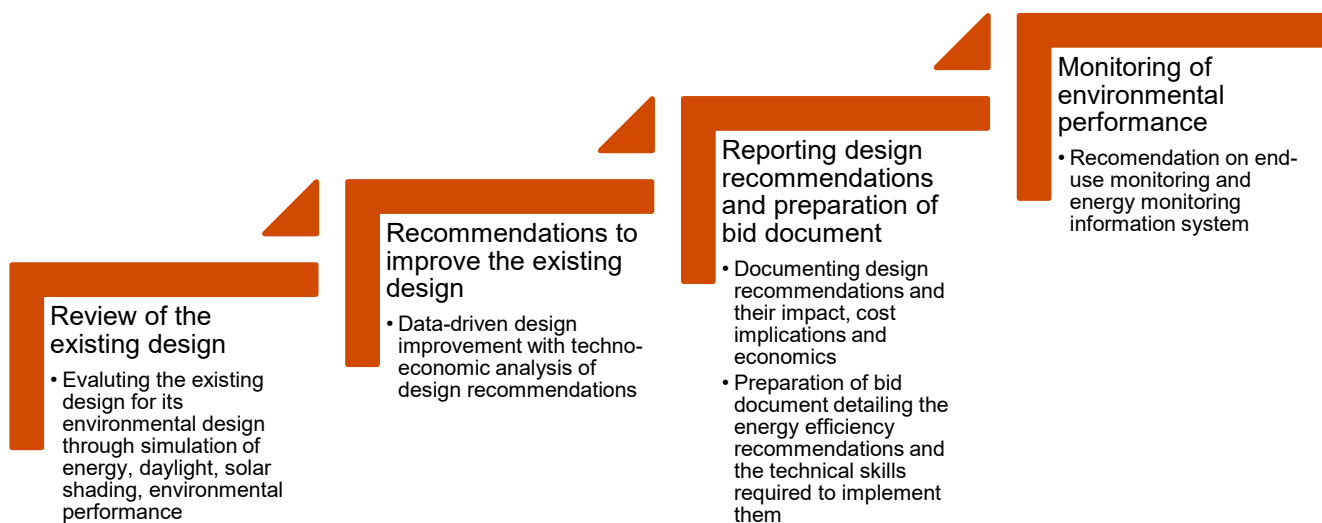 Review of the
existing design
• Evaluting the existing
design for its
environmental design
through simulation of
energy, daylight, solar
shading, environmental
performance
Recommendations to
improve the existing
design
• Data-driven design
improvement with techno-
economic analysis of
design recommendations
Reporting design
recommendations
and preparation of
bid document
• Documenting design
recommendations and
their impact, cost
implications and
economics
• Preparation of bid
document detailing the
energy efficiency
recommendations and
the technical skills
required to implement
them
Monitoring of
environmental
performance
• Recomendation on end-
use monitoring and
energy monitoring
information system